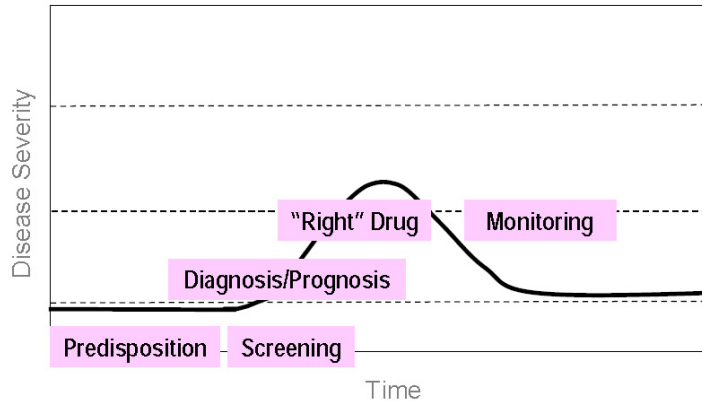 Disease Severity
“Right” Drug
Monitoring
Diagnosis/Prognosis
Predisposition
Screening
Time